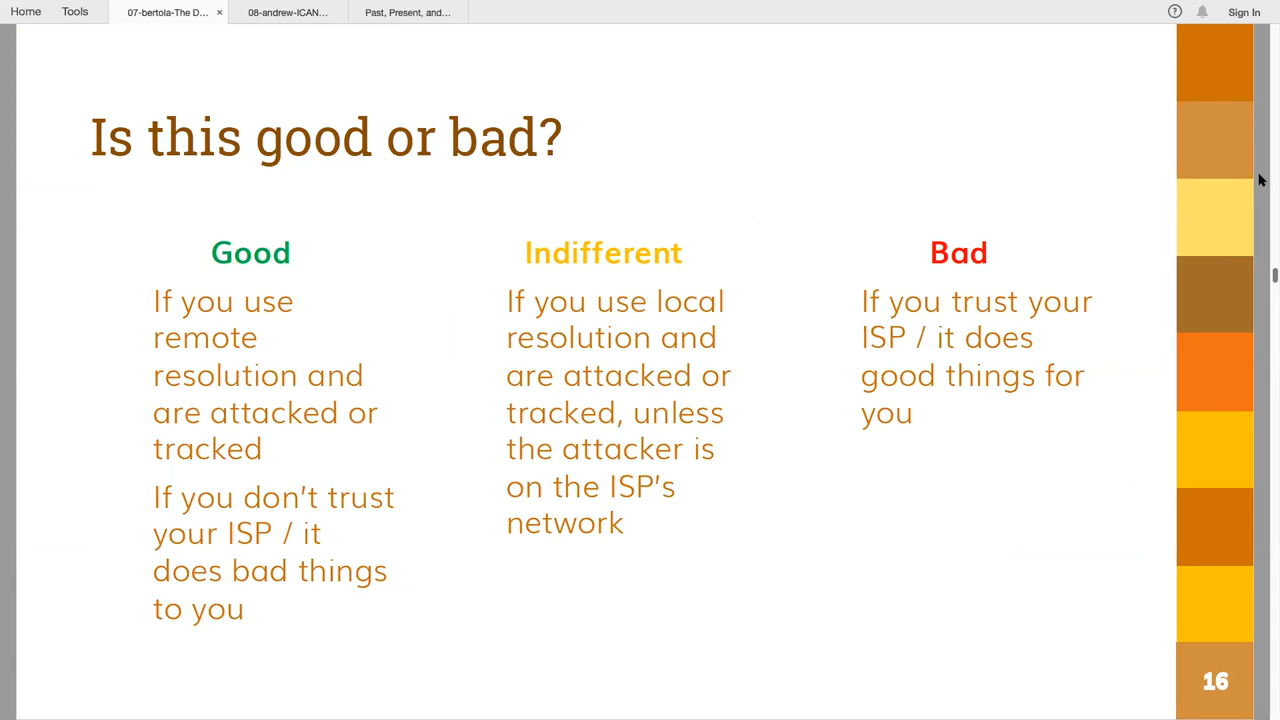 Home Tools 07-bertola-The D... × 08-andrew-ICAN... Past, Present, and... ? Sign In
Is this good or bad?
Good
If you use
remote
resolution and
are attacked or
tracked
If you don't trust
your ISP / it
does bad things
to you
Indifferent
If you use local
resolution and
are attacked or
tracked, unless
the attacker is
on the ISP's
network
Bad
If you trust your
ISP / it does
good things for
you
16